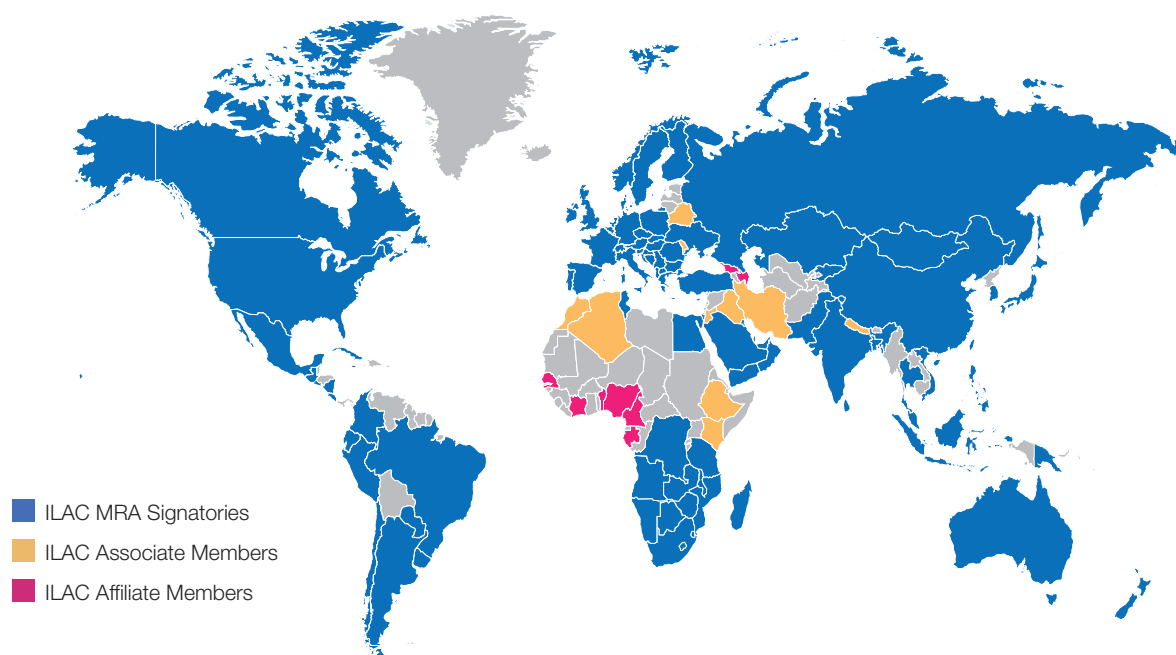 ILAC MRA Signatories
ILAC Associate Members
ILAC Affiliate Members